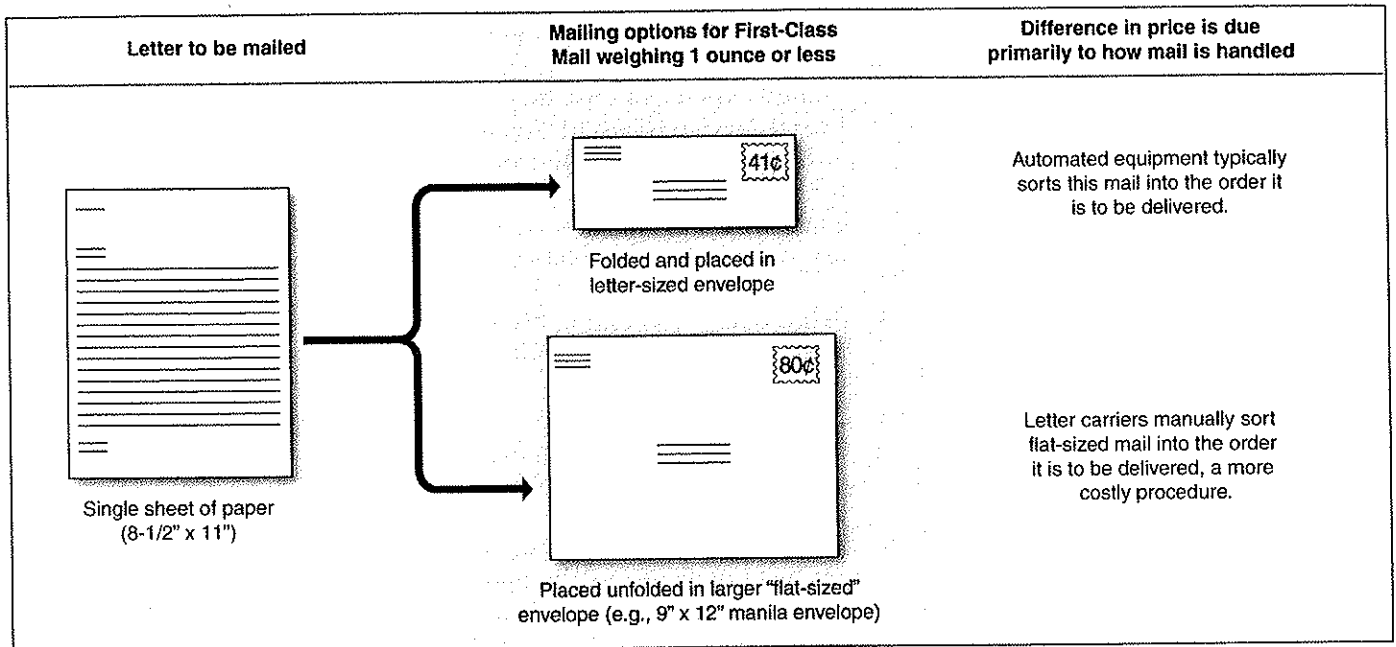 Letter to be mailed
Mailing options for First-Class
Mail weighing 1 ounce or less
Difference in price is due
primarily to how mail is handled
Single sheet of paper
(8-1/2" x 11")
41¢
Folded and placed in
letter-sized envelope
Automated equipment typically
sorts this mail into the order it
is to be delivered.
80¢
Placed unfolded in larger "flat-sized"
envelope (e.g., 9" x 12" manila envelope)
Letter carriers manually sort
flat-sized mail into the order
it is to be delivered, a more
costly procedure.